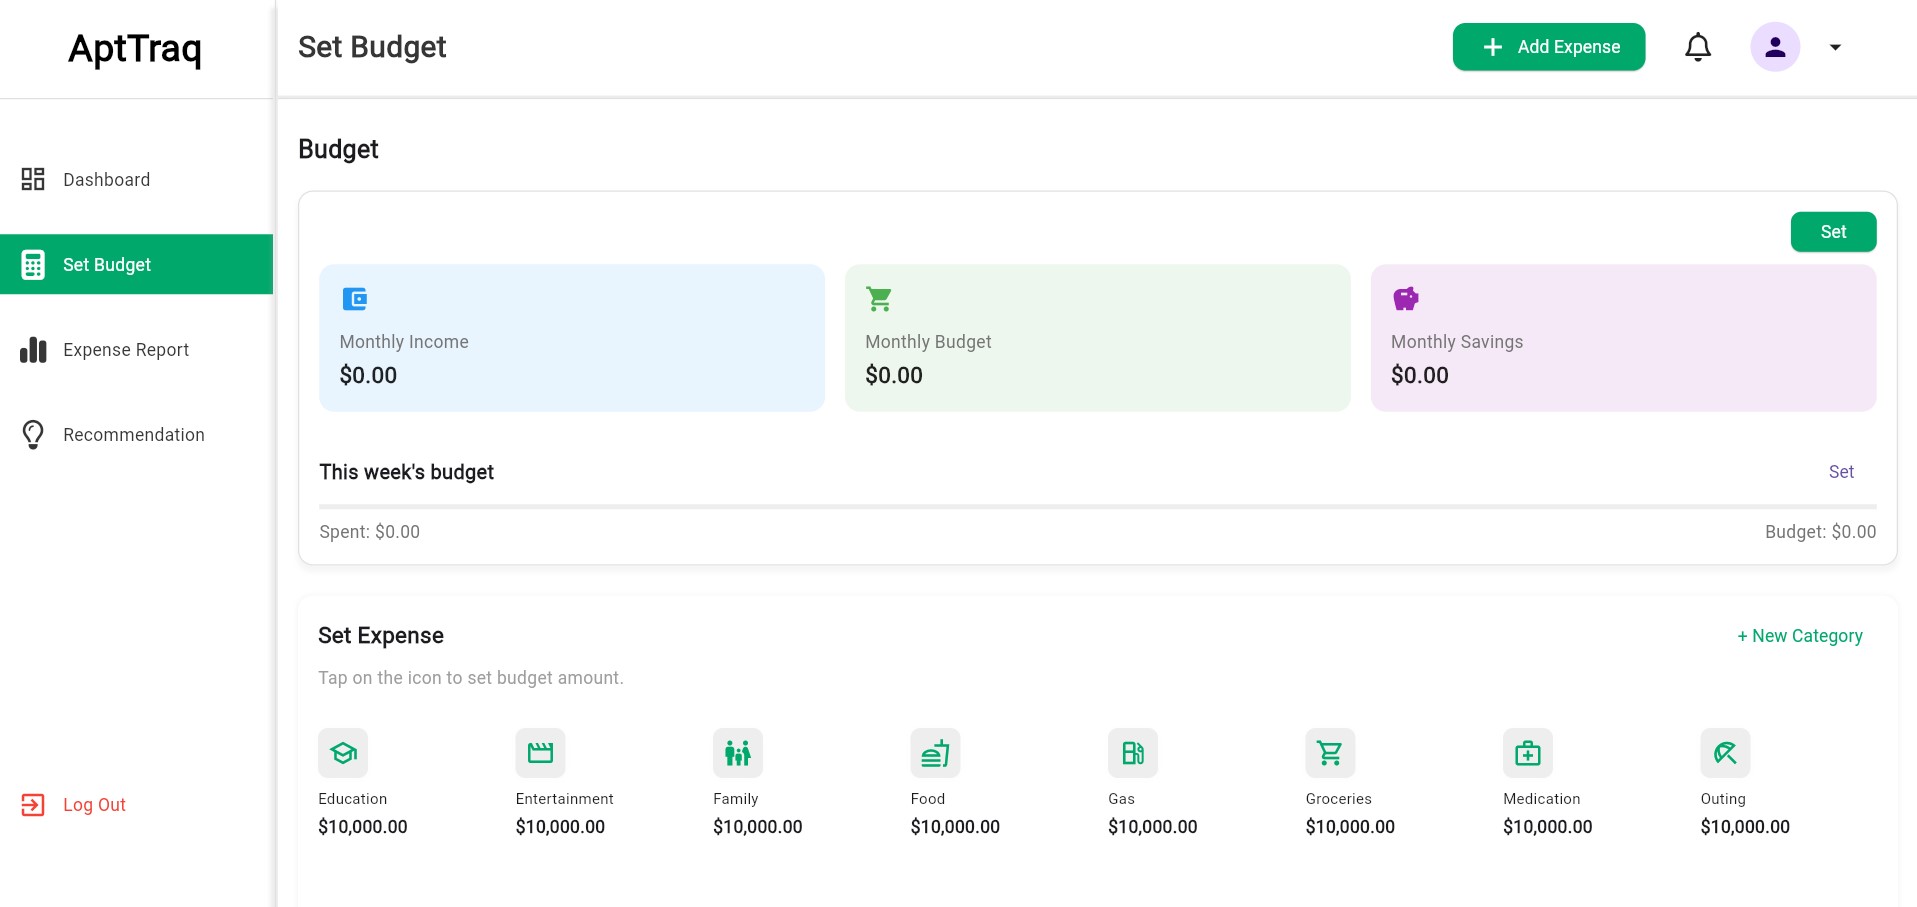 AptTraq
Set Budget
Add Expense
Dashboard
Set Budget
Expense Report
Recommendation
Log Out
Budget
Set
Monthly Income
$0.00
Monthly Budget
$0.00
Monthly Savings
$0.00
This week's budget
Set
Spent: $0.00
Budget: $0.00
Set Expense
+ New Category
Tap on the icon to set budget amount.
Education
$10,000.00
Entertainment
$10,000.00
Family
$10,000.00
Food
$10,000.00
Gas
$10,000.00
Groceries
$10,000.00
Medication
$10,000.00
Outing
$10,000.00